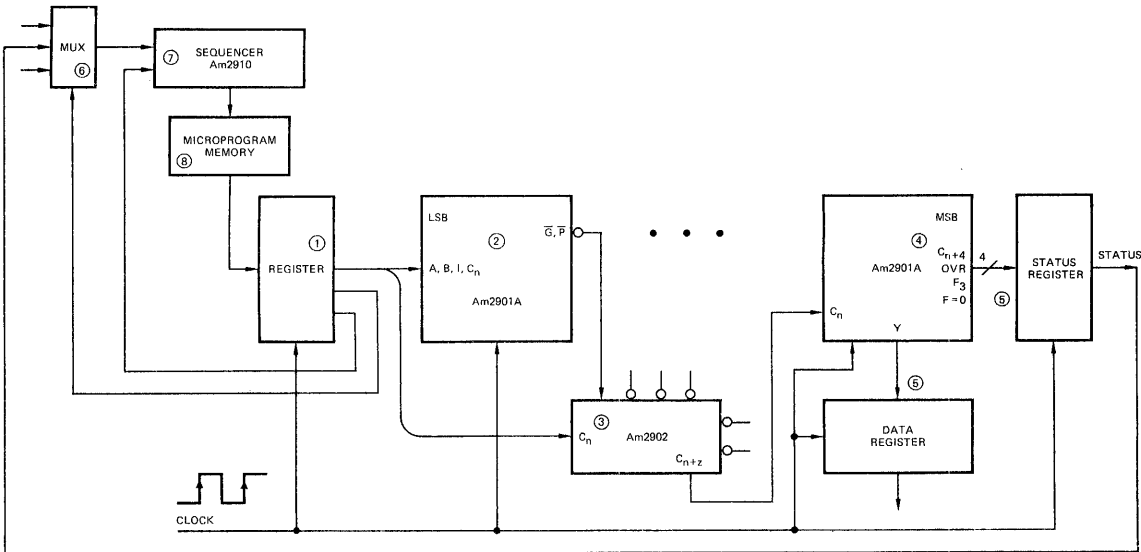 MUX
⑥
⑦
SEQUENCER
Am2910
MICROPROGRAM
MEMORY
⑧
①
REGISTER
LSB
②
G̅, P̅
A, B, I, Cn
Am2901A
MSB
④
Cn+4
Am2901A
OVR
F3
F = 0
Cn
Y
4
⑤
STATUS
REGISTER
STATUS
⑤
③
Cn
Am2902
Cn+z
DATA
REGISTER
CLOCK